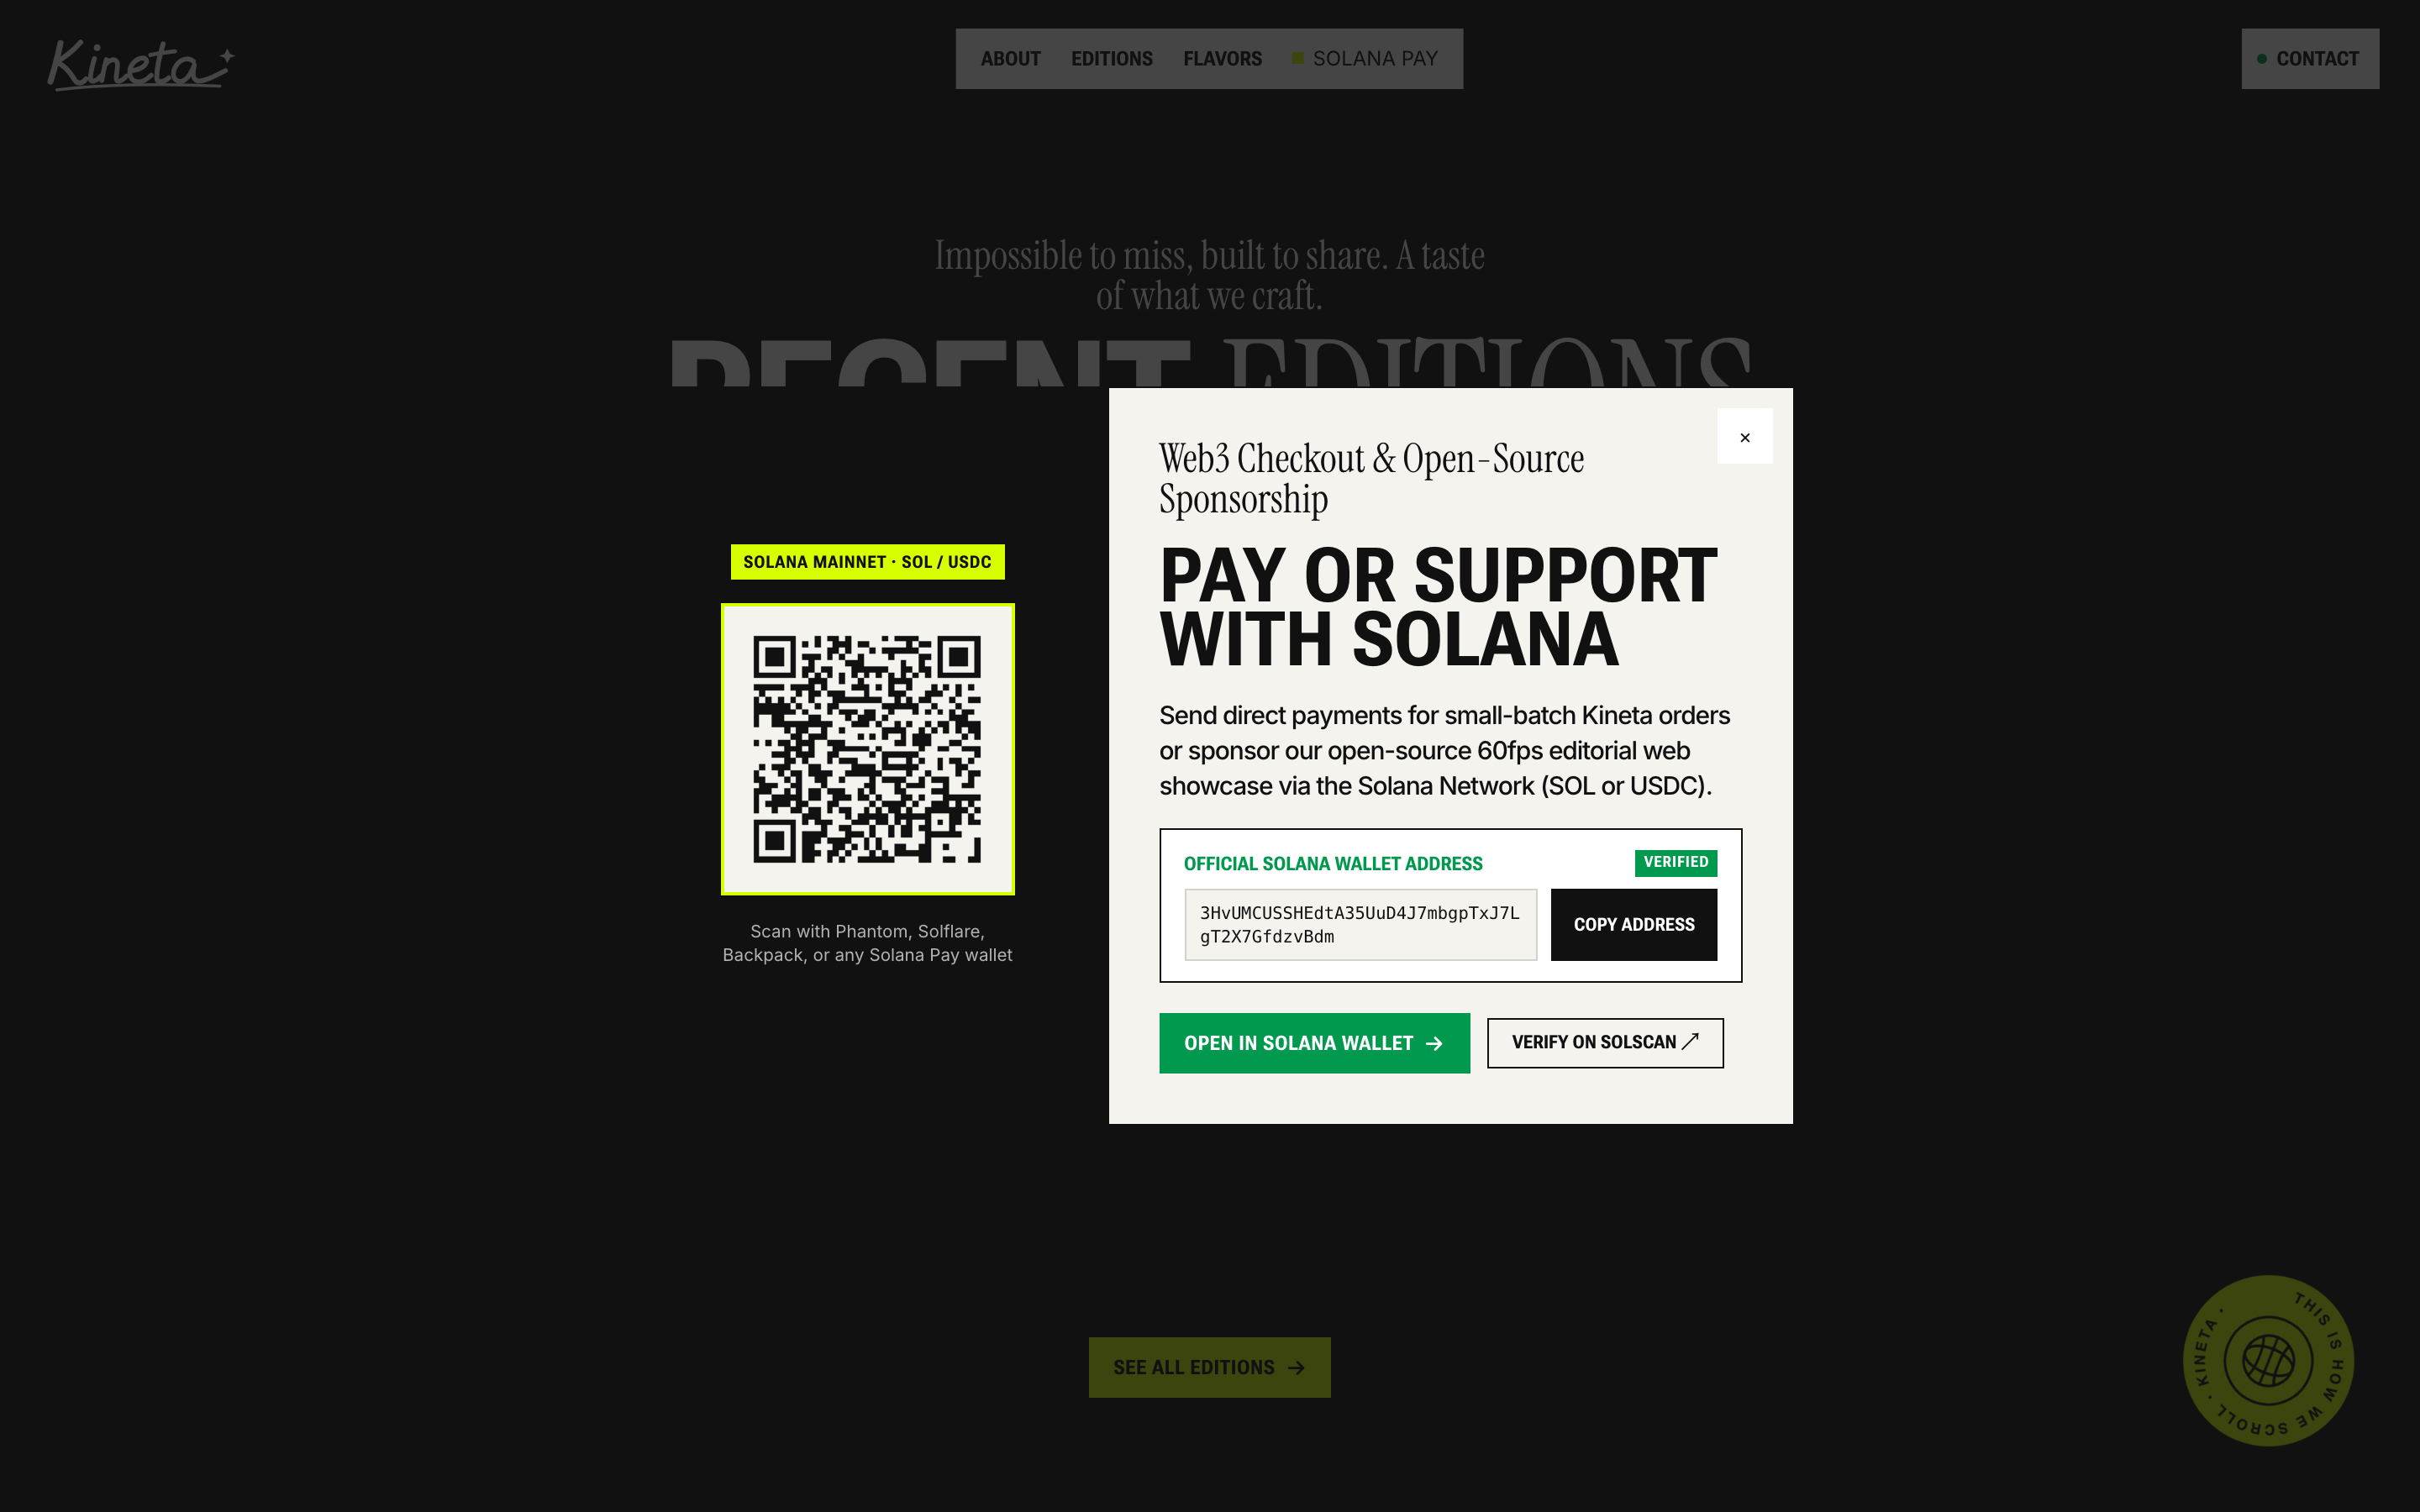 Kineta
ABOUT EDITIONS FLAVORS SOLANA PAY
CONTACT
Impossible to miss, built to share. A taste
of what we craft.
RECENT EDITIONS
SOLANA MAINNET · SOL / USDC
Scan with Phantom, Solflare,
Backpack, or any Solana Pay wallet
×
Web3 Checkout & Open-Source
Sponsorship
PAY OR SUPPORT
WITH SOLANA
Send direct payments for small-batch Kineta orders
or sponsor our open-source 60fps editorial web
showcase via the Solana Network (SOL or USDC).
OFFICIAL SOLANA WALLET ADDRESS
VERIFIED
3HvUMCUSSHEdtA35UuD4J7mbgpTxJ7L
gT2X7GfdzvBdm
COPY ADDRESS
OPEN IN SOLANA WALLET →
VERIFY ON SOLSCAN ↗
SEE ALL EDITIONS →
THIS IS HOW WE SCROLL · KINETA ·